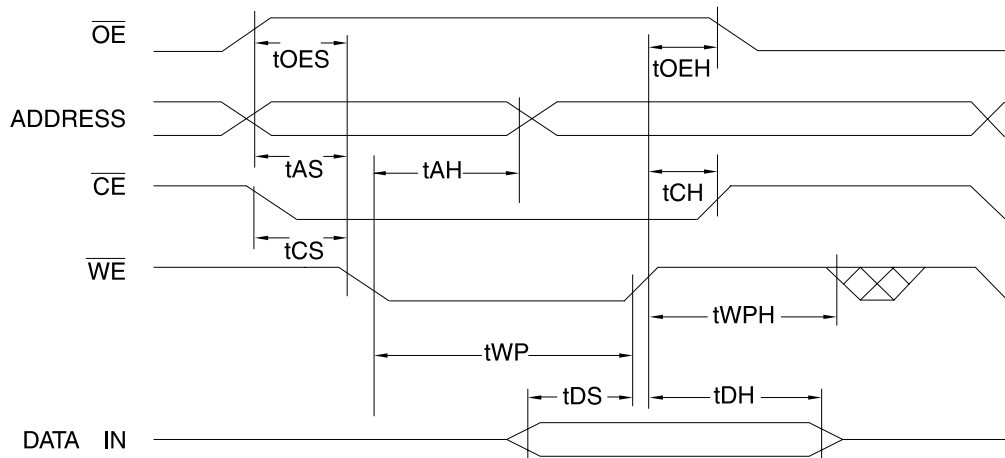 OE
tOES
tOEH
ADDRESS
tAS
tAH
CE
tCH
tCS
WE
tWPH
tWP
tDS
tDH
DATA IN